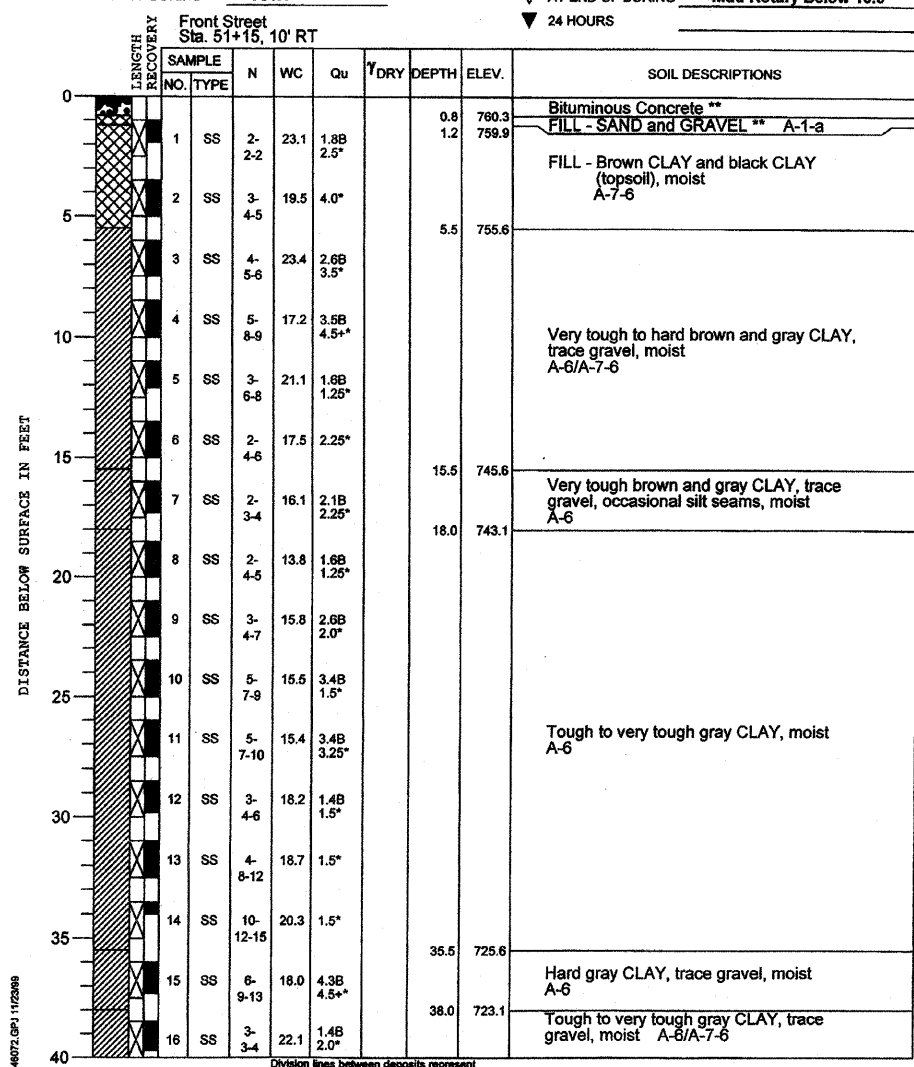 AT END OF BORING Mud Rotary Below 10.0
▼ 24 HOURS
Front Street
Sta. 51+15, 10' RT
LENGTH
RECOVERY
SAMPLE
NO. TYPE N WC Qu γDRY DEPTH ELEV. SOIL DESCRIPTIONS
DISTANCE BELOW SURFACE IN FEET
0
Bituminous Concrete **
0.8 760.3
FILL - SAND and GRAVEL ** A-1-a
1.2 759.9
1 SS 2- 23.1 1.8B
2-2 2.5*
FILL - Brown CLAY and black CLAY
(topsoil), moist
A-7-6
2 SS 3- 19.5 4.0*
4-5
5
5.5 755.6
3 SS 4- 23.4 2.6B
5-6 3.5*
4 SS 5- 17.2 3.5B
8-9 4.5+*
10
Very tough to hard brown and gray CLAY,
trace gravel, moist
A-6/A-7-6
5 SS 3- 21.1 1.6B
6-8 1.25*
6 SS 2- 17.5 2.25*
4-6
15
15.5 745.6
7 SS 2- 16.1 2.1B
3-4 2.25*
Very tough brown and gray CLAY, trace
gravel, occasional silt seams, moist
A-6
18.0 743.1
8 SS 2- 13.8 1.6B
4-5 1.25*
20
9 SS 3- 15.8 2.6B
4-7 2.0*
10 SS 5- 15.5 3.4B
7-9 1.5*
25
11 SS 5- 15.4 3.4B
7-10 3.25*
Tough to very tough gray CLAY, moist
A-6
12 SS 3- 18.2 1.4B
4-6 1.5*
30
13 SS 4- 18.7 1.5*
8-12
14 SS 10- 20.3 1.5*
12-15
35
35.5 725.6
15 SS 6- 18.0 4.3B
9-13 4.5+*
Hard gray CLAY, trace gravel, moist
A-6
38.0 723.1
16 SS 3- 22.1 1.4B
3-4 2.0*
Tough to very tough gray CLAY, trace
gravel, moist A-6/A-7-6
40
Division lines between deposits represent
46072.GPJ 11/23/99